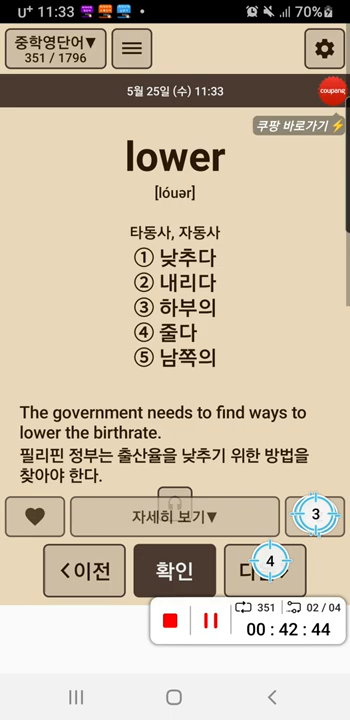 U+ 11:33 70%
중학영단어▼
351 / 1796
5월 25일 (수) 11:33
coupang
쿠팡 바로가기⚡
lower
[lóuər]
타동사, 자동사
① 낮추다
② 내리다
③ 하부의
④ 줄다
⑤ 남쪽의
The government needs to find ways to
lower the birthrate.
필리핀 정부는 출산율을 낮추기 위한 방법을
찾아야 한다.
자세히 보기▼
3
<이전
확인
4
351 02 / 04
00 : 42 : 44